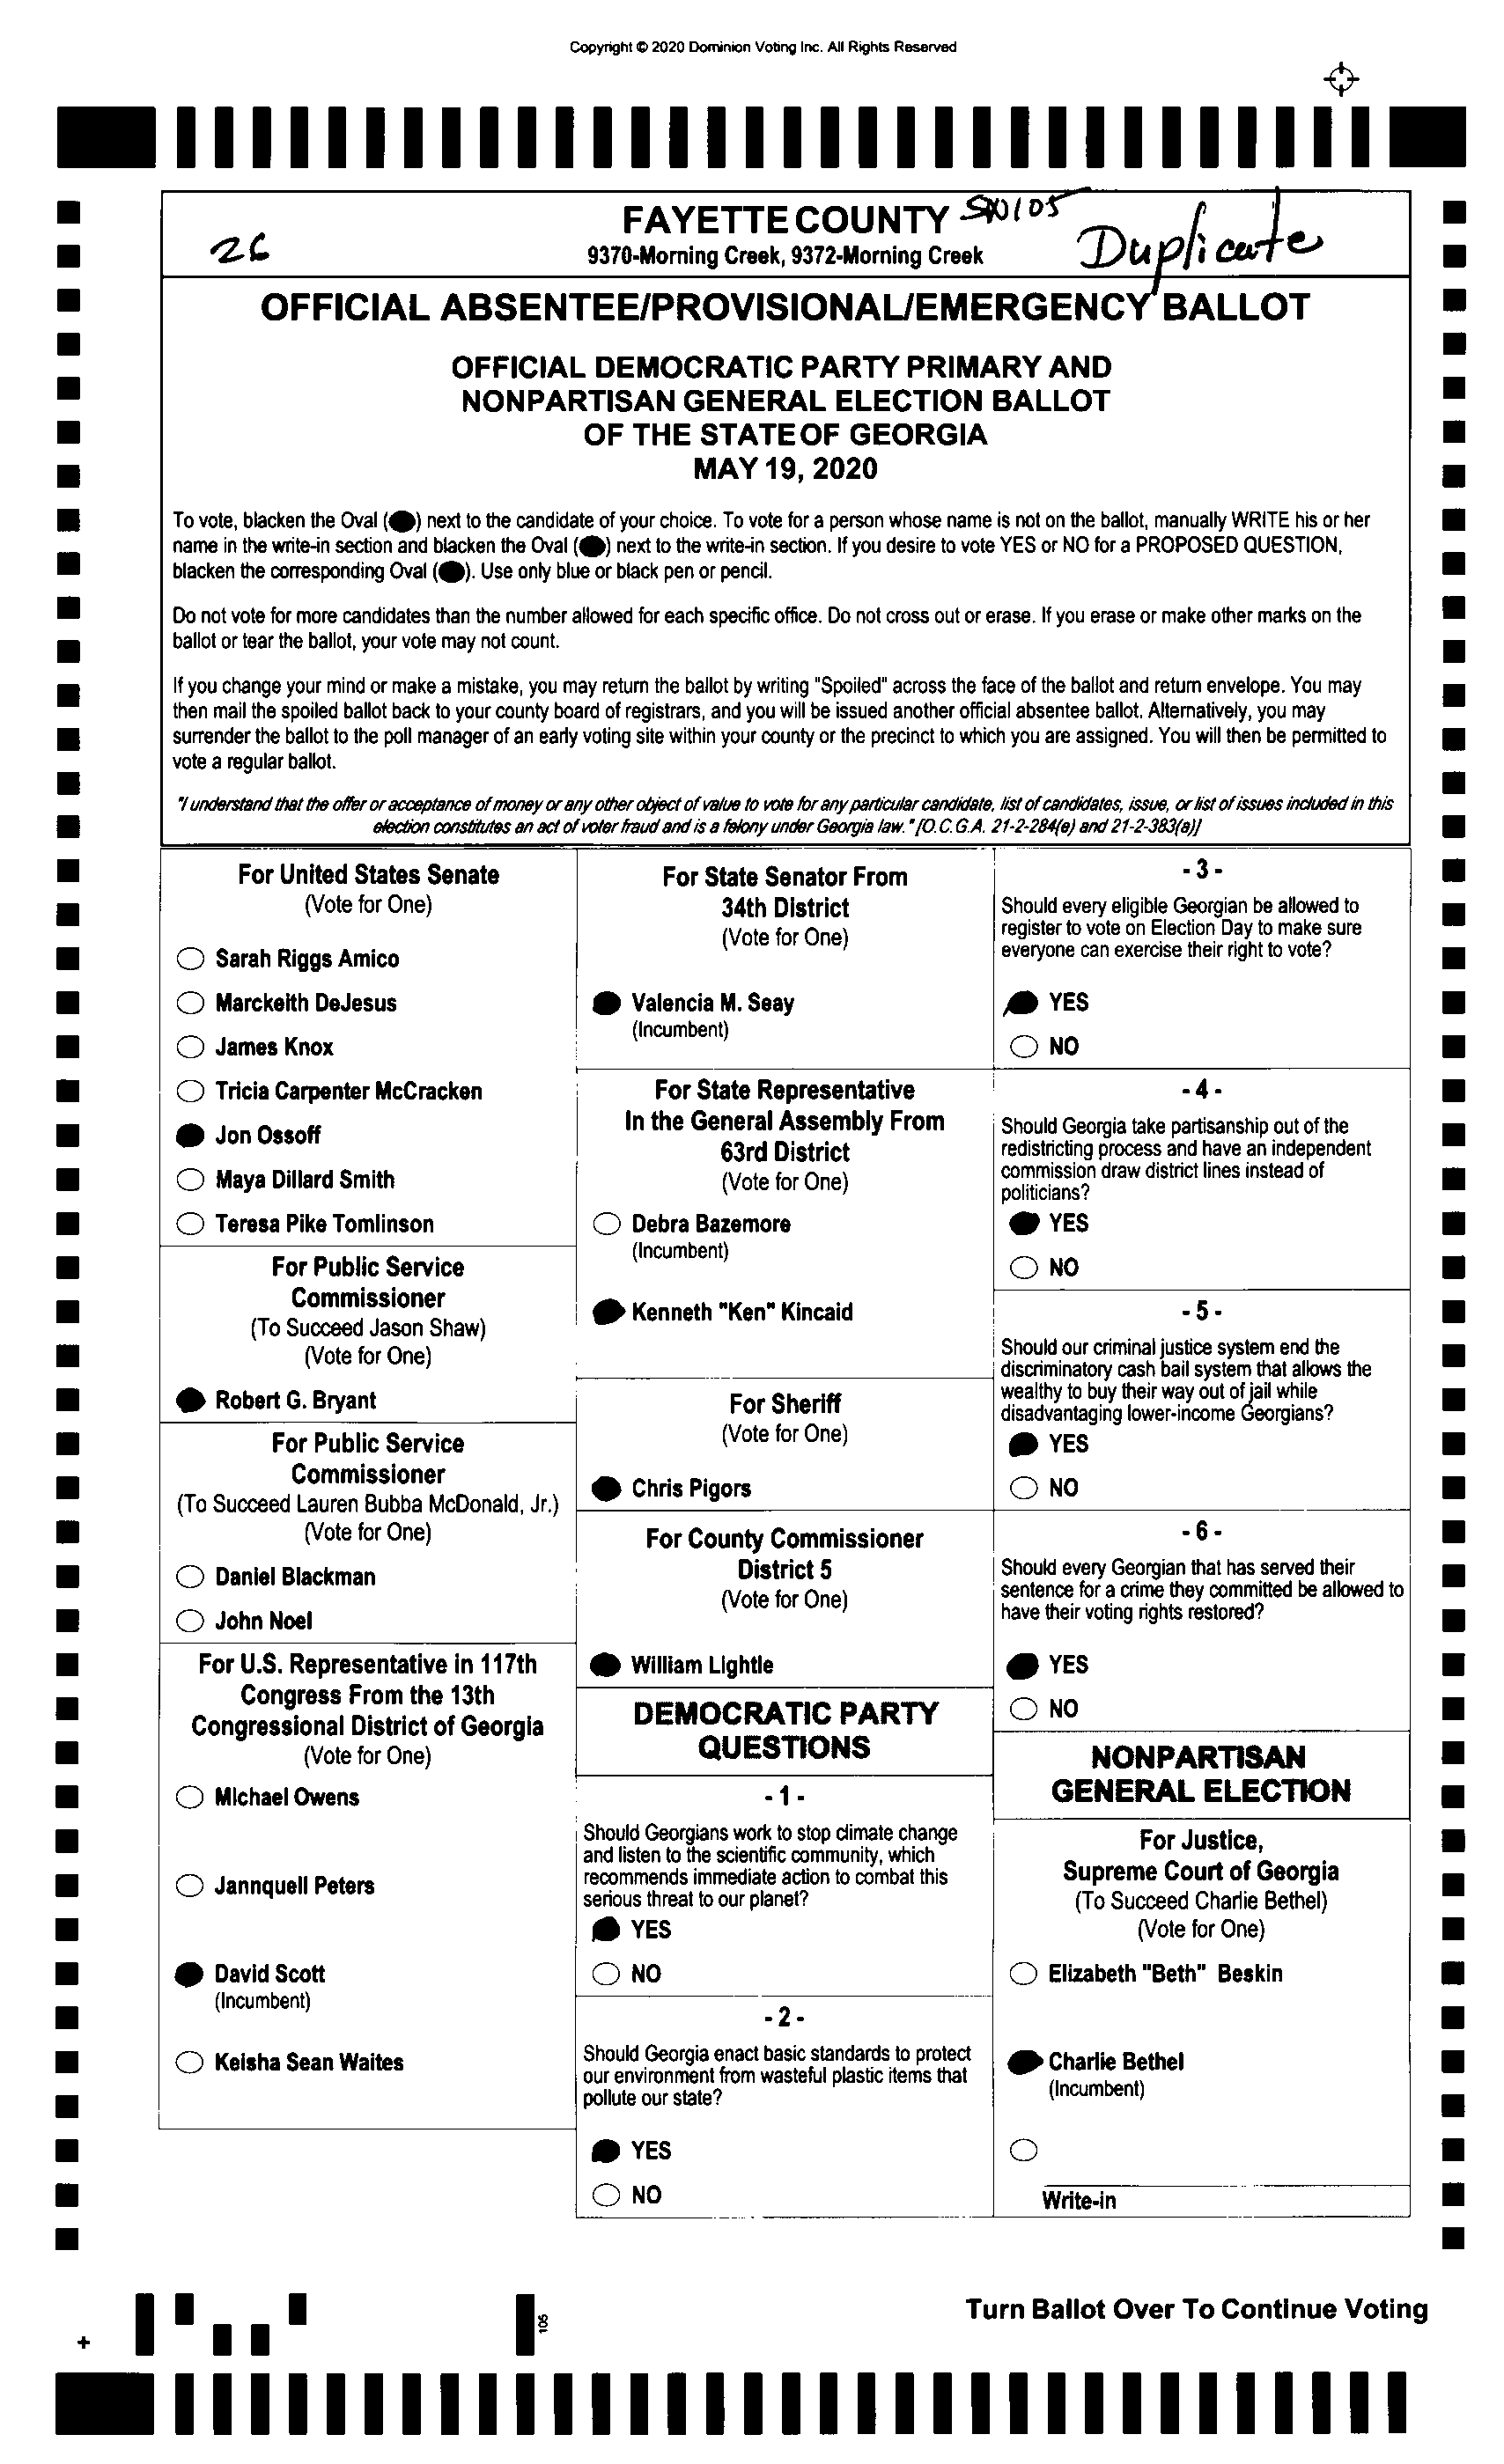 Copyright © 2020 Dominion Voting Inc. All Rights Reserved
FAYETTE COUNTY
26
9370-Morning Creek, 9372-Morning Creek
Duplicate
OFFICIAL ABSENTEE/PROVISIONAL/EMERGENCY BALLOT
OFFICIAL DEMOCRATIC PARTY PRIMARY AND
NONPARTISAN GENERAL ELECTION BALLOT
OF THE STATE OF GEORGIA
MAY 19, 2020
To vote, blacken the Oval ( ) next to the candidate of your choice. To vote for a person whose name is not on the ballot, manually WRITE his or her
name in the write-in section and blacken the Oval ( ) next to the write-in section. If you desire to vote YES or NO for a PROPOSED QUESTION,
blacken the corresponding Oval ( ). Use only blue or black pen or pencil.
Do not vote for more candidates than the number allowed for each specific office. Do not cross out or erase. If you erase or make other marks on the
ballot or tear the ballot, your vote may not count.
If you change your mind or make a mistake, you may return the ballot by writing "Spoiled" across the face of the ballot and return envelope. You may
then mail the spoiled ballot back to your county board of registrars, and you will be issued another official absentee ballot. Alternatively, you may
surrender the ballot to the poll manager of an early voting site within your county or the precinct to which you are assigned. You will then be permitted to
vote a regular ballot.
"I understand that the offer or acceptance of money or any other object of value to vote for any particular candidate, list of candidates, issue, or list of issues included in this
election constitutes an act of voter fraud and is a felony under Georgia law." [O.C.G.A. 21-2-284(e) and 21-2-383(a)]
For United States Senate
(Vote for One)
Sarah Riggs Amico
Marckeith DeJesus
James Knox
Tricia Carpenter McCracken
Jon Ossoff
Maya Dillard Smith
Teresa Pike Tomlinson
For Public Service
Commissioner
(To Succeed Jason Shaw)
(Vote for One)
Robert G. Bryant
For Public Service
Commissioner
(To Succeed Lauren Bubba McDonald, Jr.)
(Vote for One)
Daniel Blackman
John Noel
For U.S. Representative in 117th
Congress From the 13th
Congressional District of Georgia
(Vote for One)
Michael Owens
Jannquell Peters
David Scott
(Incumbent)
Keisha Sean Waites
For State Senator From
34th District
(Vote for One)
Valencia M. Seay
(Incumbent)
For State Representative
In the General Assembly From
63rd District
(Vote for One)
Debra Bazemore
(Incumbent)
Kenneth "Ken" Kincaid
For Sheriff
(Vote for One)
Chris Pigors
For County Commissioner
District 5
(Vote for One)
William Lightle
DEMOCRATIC PARTY
QUESTIONS
- 1 -
Should Georgians work to stop climate change
and listen to the scientific community, which
recommends immediate action to combat this
serious threat to our planet?
YES
NO
- 2 -
Should Georgia enact basic standards to protect
our environment from wasteful plastic items that
pollute our state?
YES
NO
- 3 -
Should every eligible Georgian be allowed to
register to vote on Election Day to make sure
everyone can exercise their right to vote?
YES
NO
- 4 -
Should Georgia take partisanship out of the
redistricting process and have an independent
commission draw district lines instead of
politicians?
YES
NO
- 5 -
Should our criminal justice system end the
discriminatory cash bail system that allows the
wealthy to buy their way out of jail while
disadvantaging lower-income Georgians?
YES
NO
- 6 -
Should every Georgian that has served their
sentence for a crime they committed be allowed to
have their voting rights restored?
YES
NO
NONPARTISAN
GENERAL ELECTION
For Justice,
Supreme Court of Georgia
(To Succeed Charlie Bethel)
(Vote for One)
Elizabeth "Beth" Beskin
Charlie Bethel
(Incumbent)
Write-in
Turn Ballot Over To Continue Voting
105